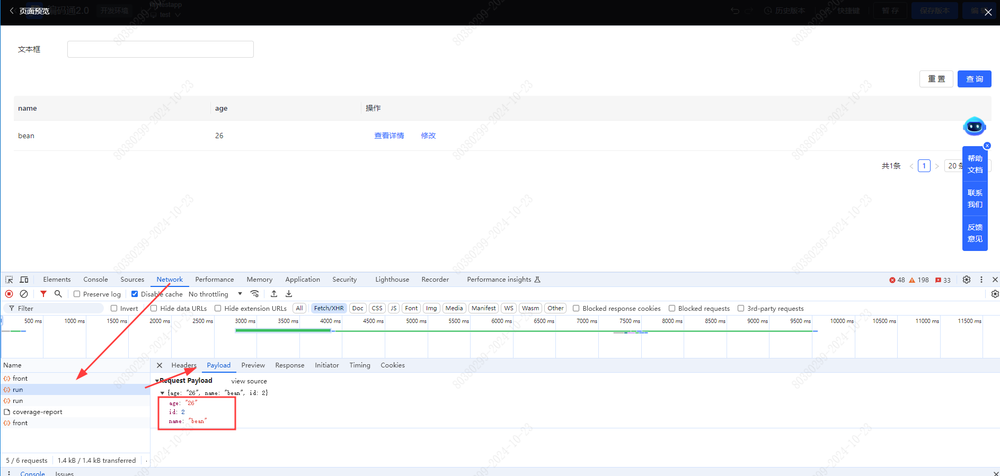 页面预览 编码通2.0 开发环境 mytestapp test 历史版本 快捷键 暂存 保存版本 编
文本框
重置 查询
name age 操作
bean 26 查看详情 修改
共1条 1 20 条
帮助
文档
联系
我们
反馈
意见
Elements Console Sources Network Performance Memory Application Security Lighthouse Recorder Performance insights 48 198 33
Preserve log Disable cache No throttling
Filter Invert Hide data URLs Hide extension URLs All Fetch/XHR Doc CSS JS Font Img Media Manifest WS Wasm Other Blocked response cookies Blocked requests 3rd-party requests
500 ms 1000 ms 1500 ms 2000 ms 2500 ms 3000 ms 3500 ms 4000 ms 4500 ms 5000 ms 5500 ms 6000 ms 6500 ms 7000 ms 7500 ms 8000 ms 8500 ms 9000 ms 9500 ms 10000 ms 10500 ms 11000 ms 11500 ms
Name Headers Payload Preview Response Initiator Timing Cookies
front
run
run
coverage-report
front
Request Payload view source
{age: "26", name: "bean", id: 2}
age: "26"
id: 2
name: "bean"
5 / 6 requests 1.4 kB / 1.4 kB transferred
Console Issues
80380299-2024-10-23